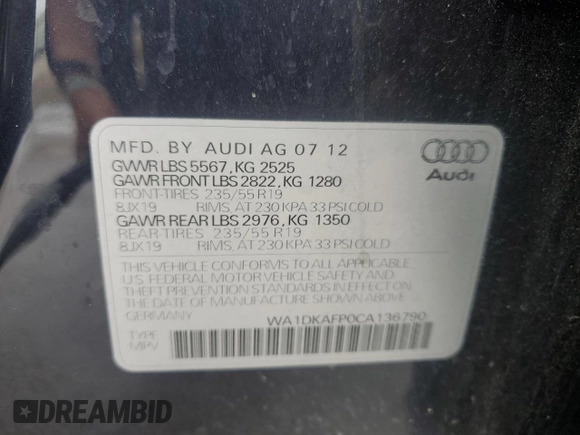 MFD. BY AUDI AG 07 12
GVWR LBS 5567, KG 2525
GAWR FRONT LBS 2822, KG 1280
FRONT-TIRES 235/55 R19
8JX19 RIMS, AT 230 KPA 33 PSI COLD
GAWR REAR LBS 2976, KG 1350
REAR-TIRES 235/55 R19
8JX19 RIMS, AT 230 KPA 33 PSI COLD
THIS VEHICLE CONFORMS TO ALL APPLICABLE
U.S FEDERAL MOTOR VEHICLE SAFETY AND
THEFT PREVENTION STANDARDS IN EFFECT ON
THE DATE OF MANUFACTURE SHOWN ABOVE.
GERMANY WA1DKAFP0CA136790
TYPE
MPV
Audi
DREAMBID